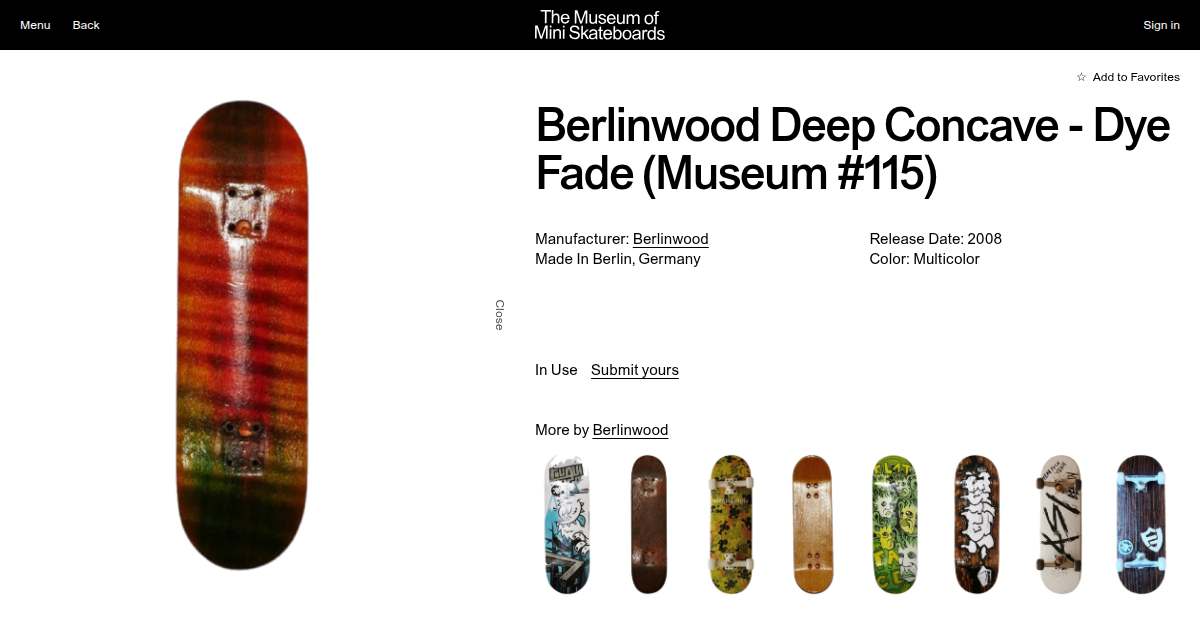 Menu
Back
The Museum of
Mini Skateboards
Sign in
☆ Add to Favorites
Berlinwood Deep Concave - Dye
Fade (Museum #115)
Manufacturer: Berlinwood
Made In Berlin, Germany
Release Date: 2008
Color: Multicolor
Close
In Use
Submit yours
More by Berlinwood